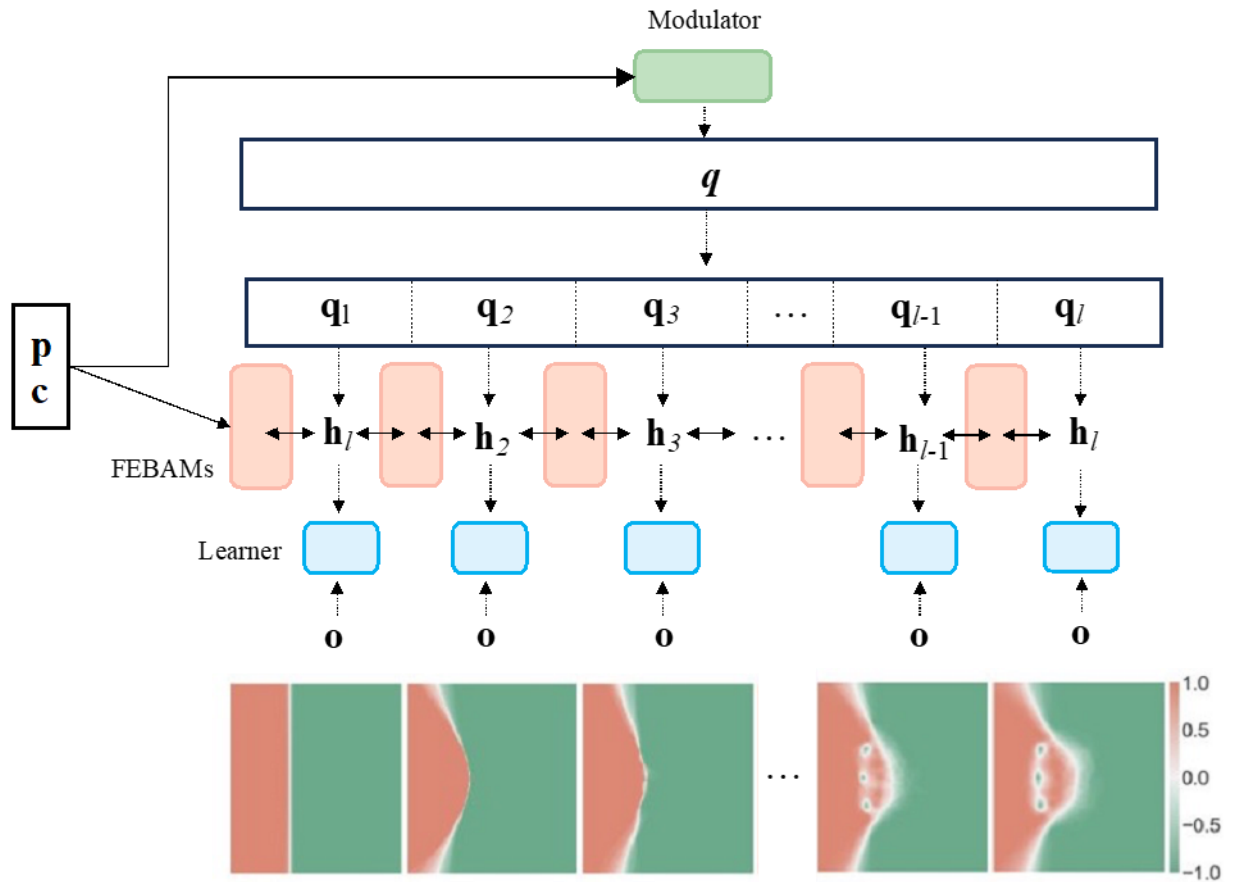 Modulator
q
q1 q2 q3 ... ql-1 ql
p
c
hl h2 h3 ... hl-1 hl
FEBAMs
Learner
o o o o o
...
1.0
0.5
0.0
−0.5
−1.0